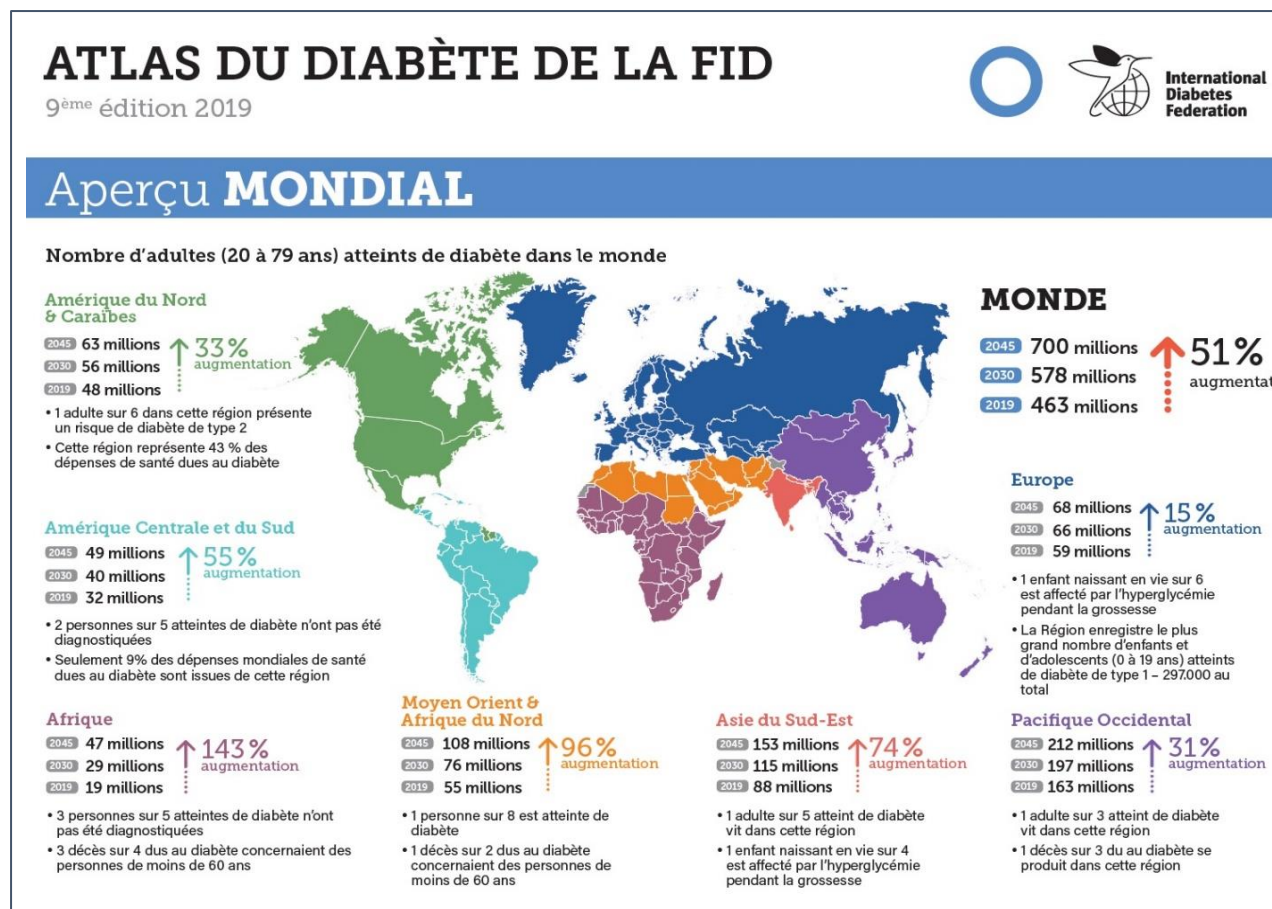 ATLAS DU DIABÈTE DE LA FID
9ème édition 2019
International
Diabetes
Federation
Aperçu MONDIAL
Nombre d'adultes (20 à 79 ans) atteints de diabète dans le monde
Amérique du Nord
& Caraïbes
2045 63 millions
2030 56 millions
2019 48 millions
33 %
augmentation
• 1 adulte sur 6 dans cette région présente
un risque de diabète de type 2
• Cette région représente 43 % des
dépenses de santé dues au diabète
MONDE
2045 700 millions
2030 578 millions
2019 463 millions
51 %
augmentat
Amérique Centrale et du Sud
2045 49 millions
2030 40 millions
2019 32 millions
55 %
augmentation
• 2 personnes sur 5 atteintes de diabète n'ont pas été
diagnostiquées
• Seulement 9% des dépenses mondiales de santé
dues au diabète sont issues de cette région
Europe
2045 68 millions
2030 66 millions
2019 59 millions
15 %
augmentation
• 1 enfant naissant en vie sur 6
est affecté par l'hyperglycémie
pendant la grossesse
• La Région enregistre le plus
grand nombre d'enfants et
d'adolescents (0 à 19 ans) atteints
de diabète de type 1 – 297.000 au
total
Afrique
2045 47 millions
2030 29 millions
2019 19 millions
143 %
augmentation
• 3 personnes sur 5 atteintes de diabète n'ont
pas été diagnostiquées
• 3 décès sur 4 dus au diabète concernaient des
personnes de moins de 60 ans
Moyen Orient &
Afrique du Nord
2045 108 millions
2030 76 millions
2019 55 millions
96 %
augmentation
• 1 personne sur 8 est atteinte de
diabète
• 1 décès sur 2 dus au diabète
concernaient des personnes de
moins de 60 ans
Asie du Sud-Est
2045 153 millions
2030 115 millions
2019 88 millions
74 %
augmentation
• 1 adulte sur 5 atteint de diabète
vit dans cette région
• 1 enfant naissant en vie sur 4
est affecté par l'hyperglycémie
pendant la grossesse
Pacifique Occidental
2045 212 millions
2030 197 millions
2019 163 millions
31 %
augmentation
• 1 adulte sur 3 atteint de diabète
vit dans cette région
• 1 décès sur 3 du au diabète se
produit dans cette région